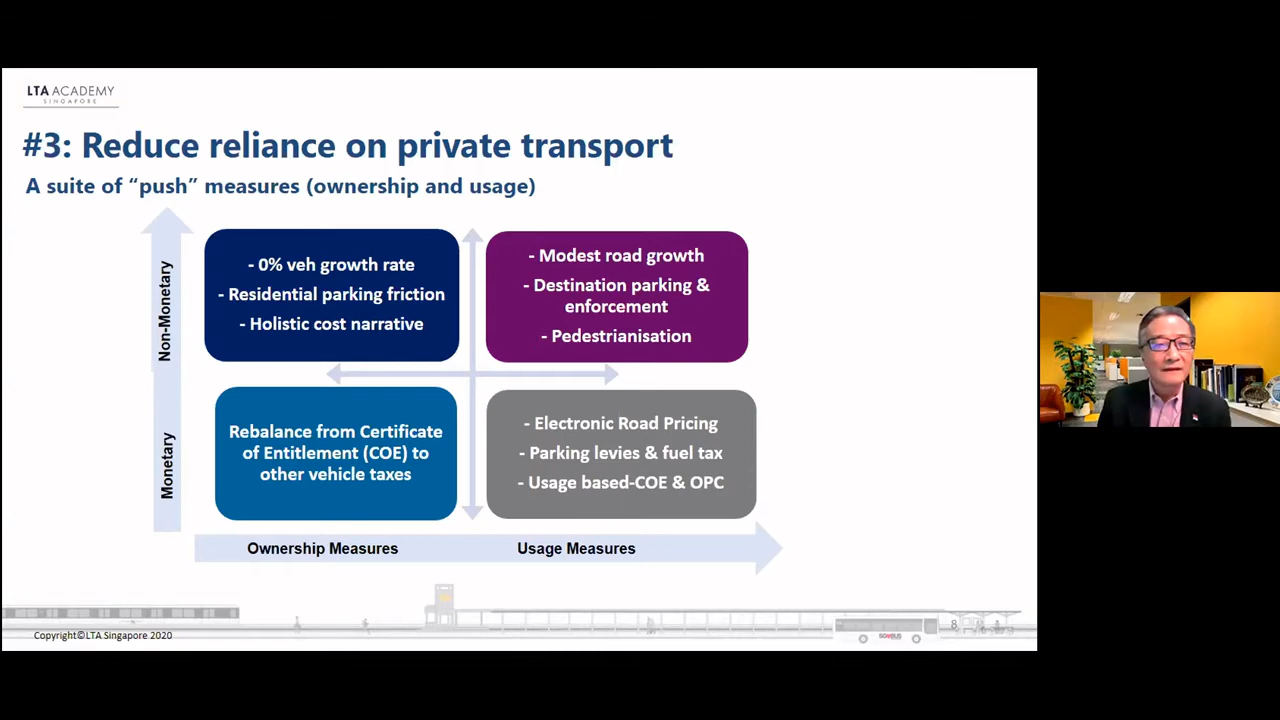 LTA ACADEMY
SINGAPORE
#3: Reduce reliance on private transport
A suite of “push” measures (ownership and usage)
Non-Monetary
- 0% veh growth rate
- Residential parking friction
- Holistic cost narrative
- Modest road growth
- Destination parking &
enforcement
- Pedestrianisation
Monetary
Rebalance from Certificate
of Entitlement (COE) to
other vehicle taxes
- Electronic Road Pricing
- Parking levies & fuel tax
- Usage based-COE & OPC
Ownership Measures
Usage Measures
8
SG♥BUS
Copyright©LTA Singapore 2020